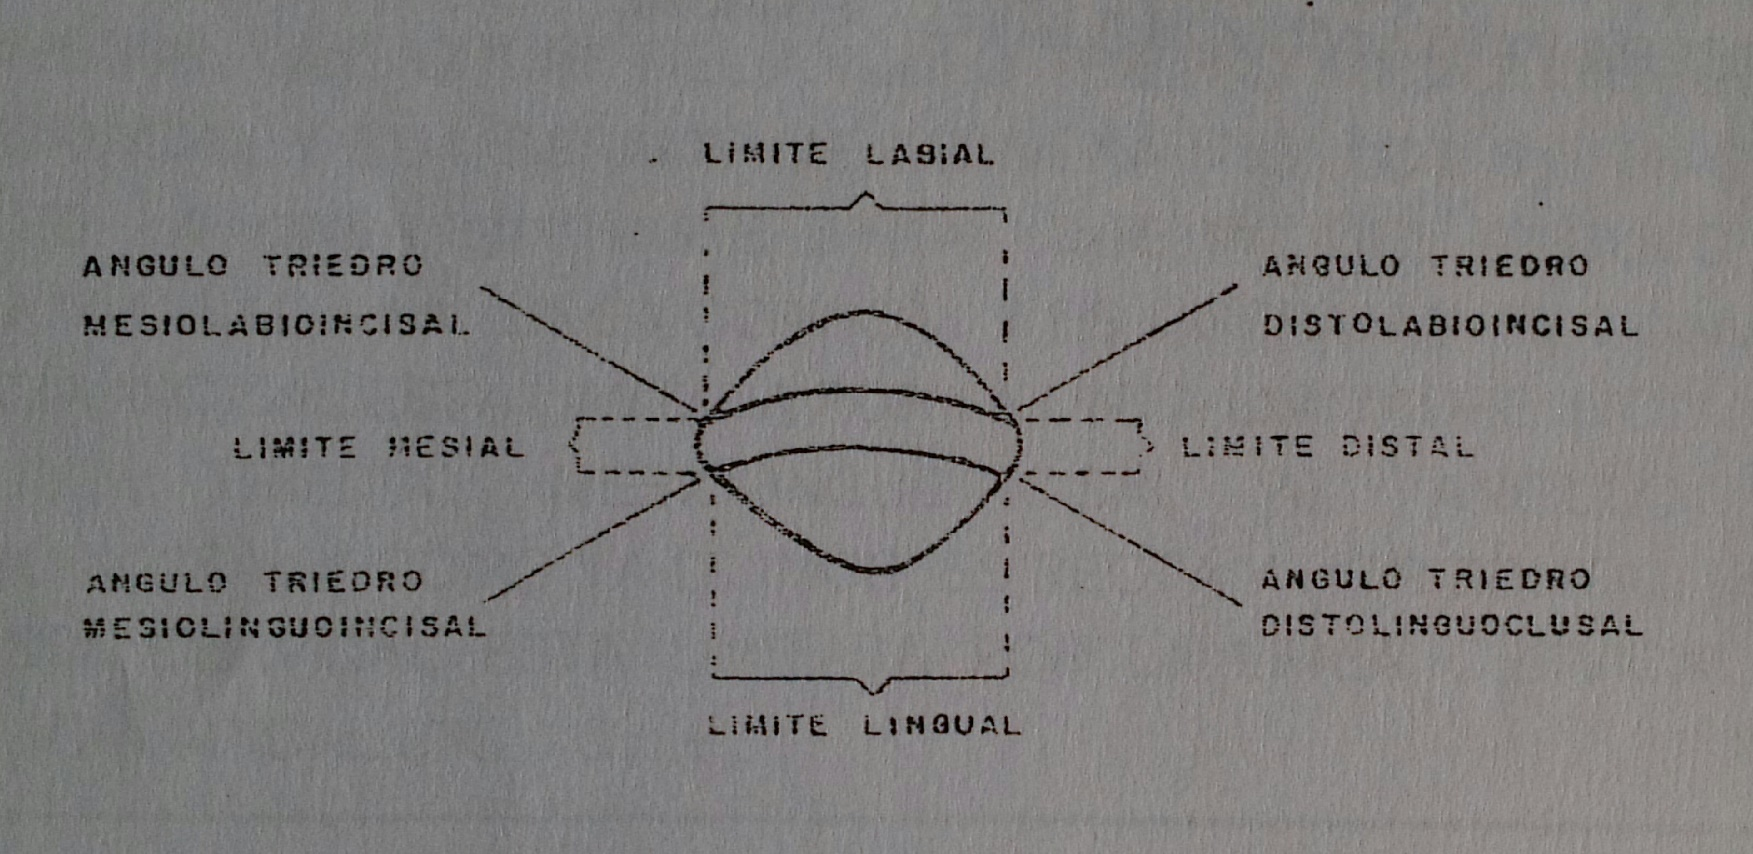 LIMITE LABIAL
ANGULO TRIEDRO
MESIOLABIOINCISAL
ANGULO TRIEDRO
DISTOLABIOINCISAL
LIMITE MESIAL
LIMITE DISTAL
ANGULO TRIEDRO
MESIOLINGUOINCISAL
ANGULO TRIEDRO
DISTOLINGUOCLUSAL
LIMITE LINGUAL